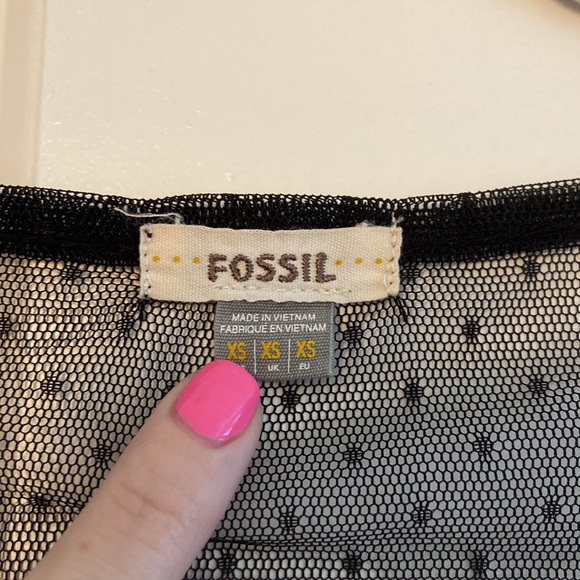 FOSSIL
MADE IN VIETNAM
FABRIQUÉ EN VIETNAM
XS XS XS
UK EU